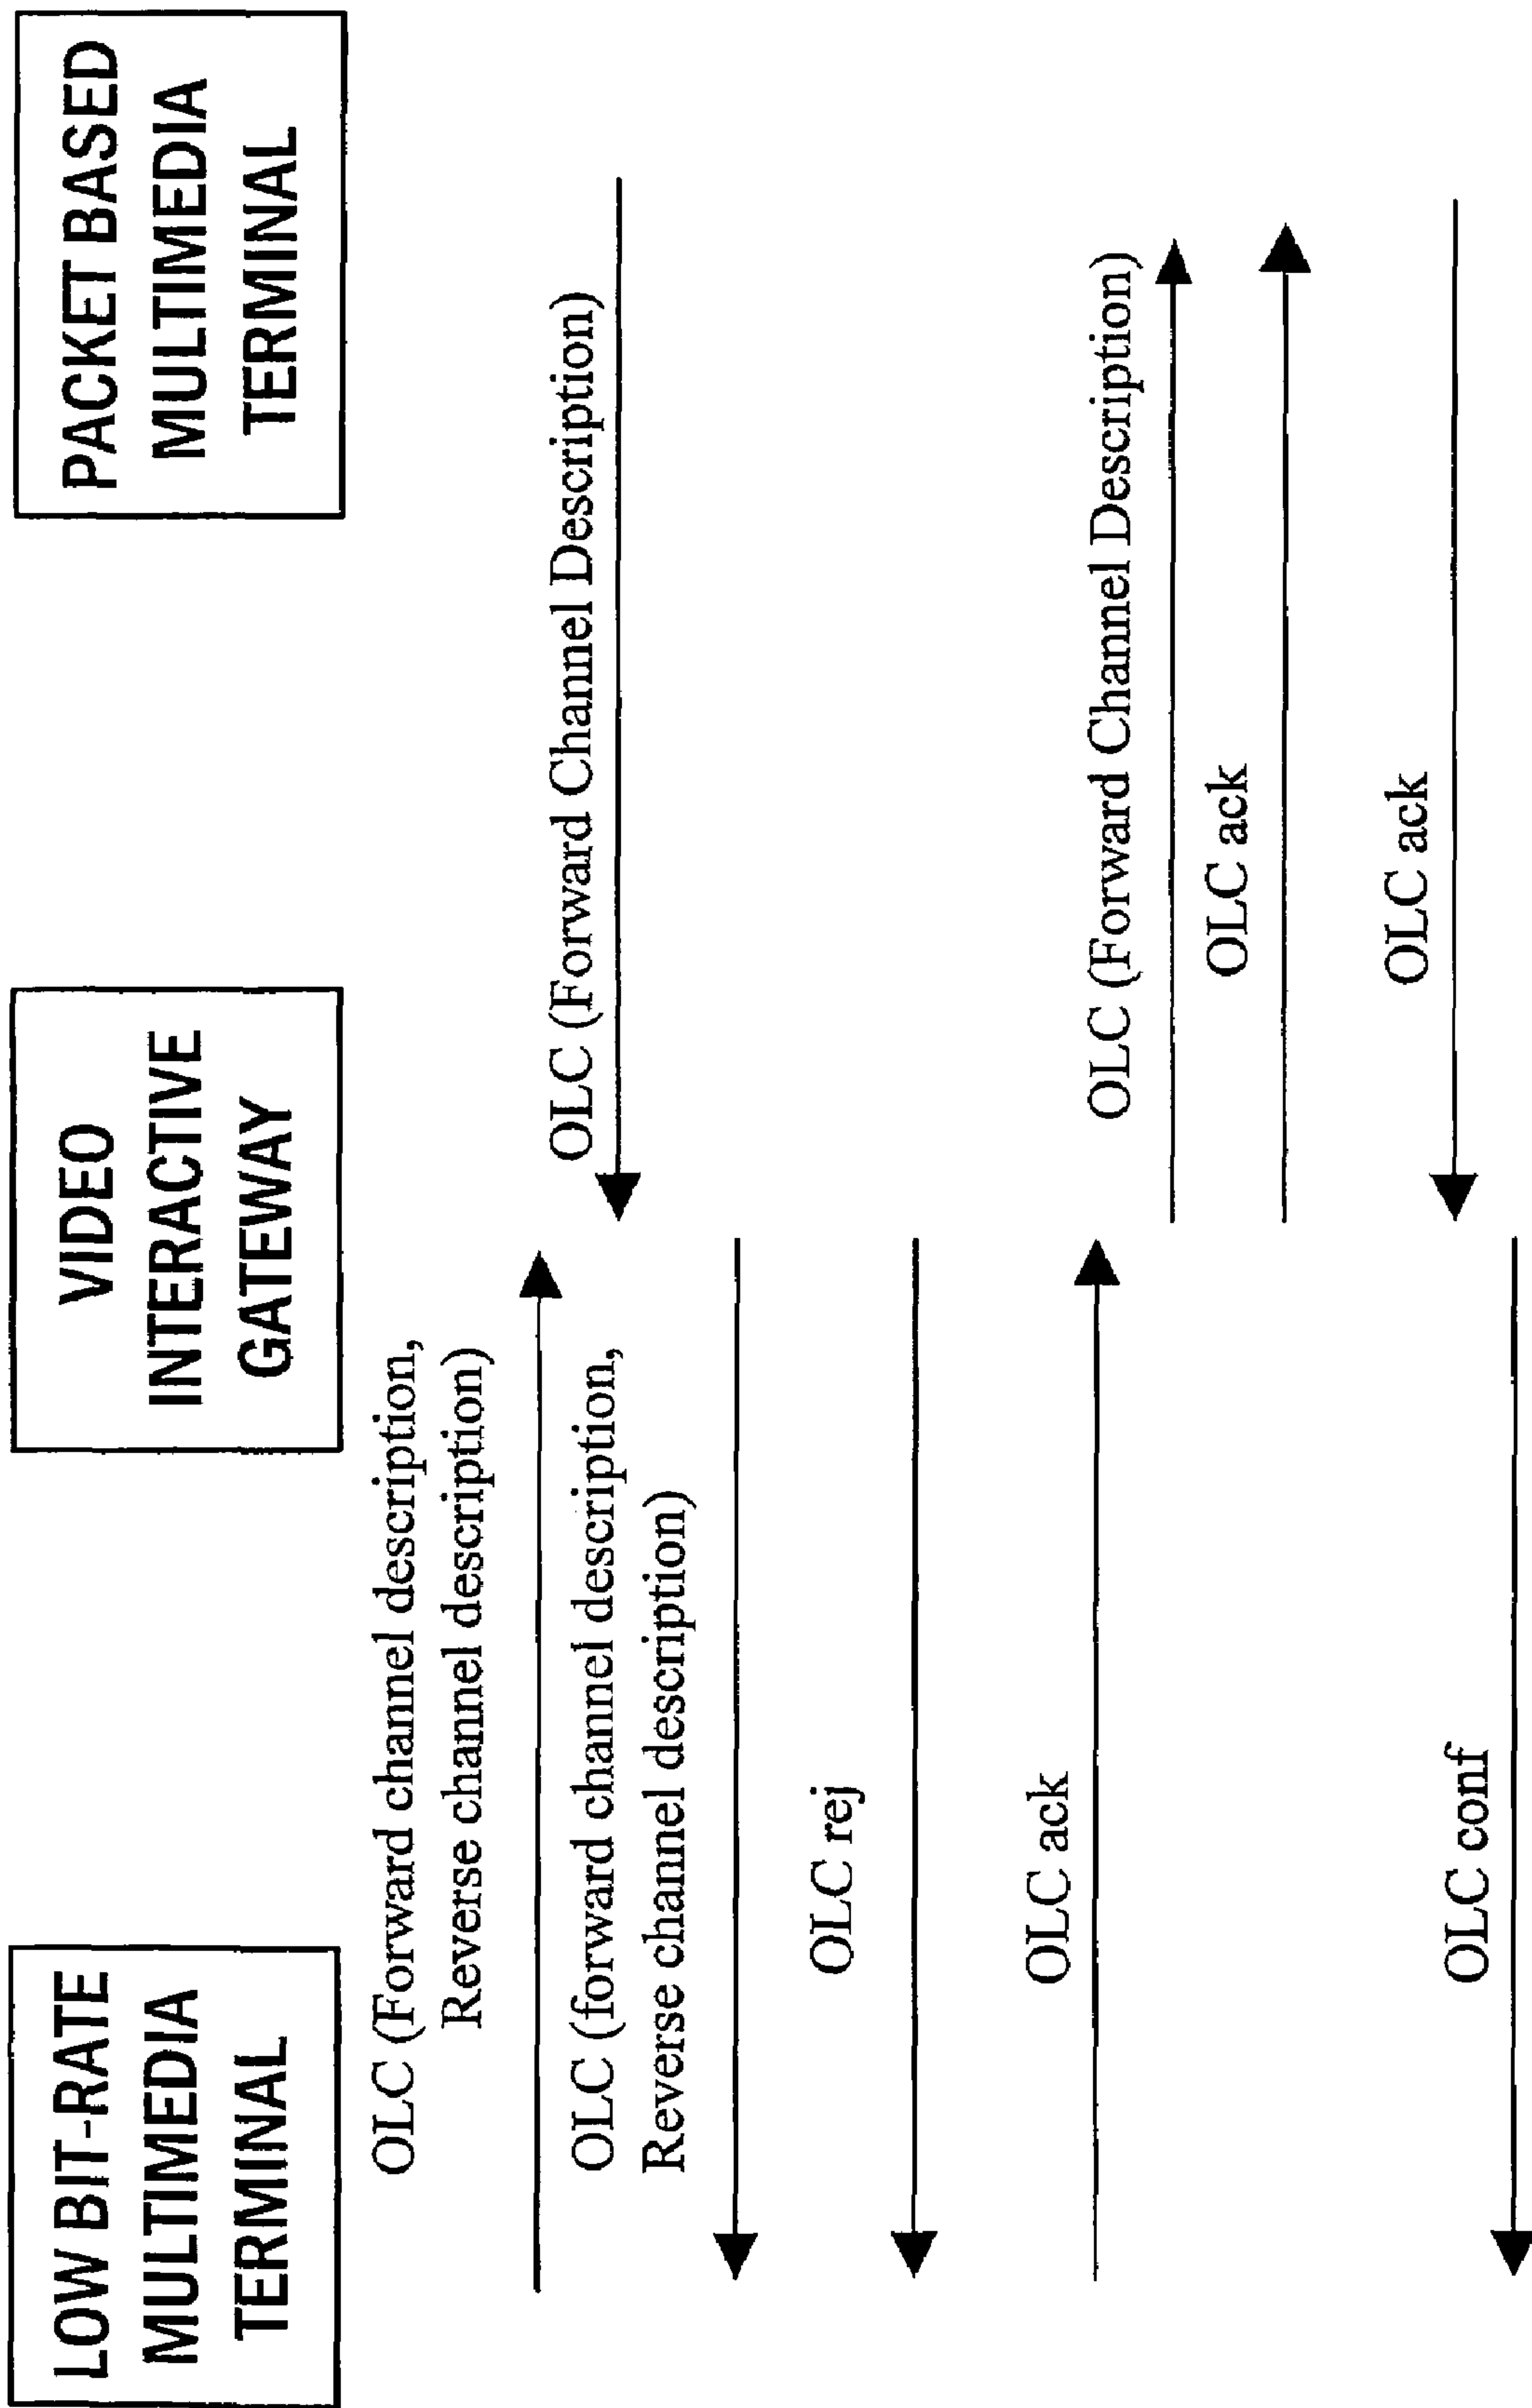 LOW BIT-RATE
MULTIMEDIA
TERMINAL
VIDEO
INTERACTIVE
GATEWAY
PACKET BASED
MULTIMEDIA
TERMINAL
OLC (Forward channel description,
Reverse channel description)
OLC (Forward Channel Description)
OLC (forward channel description,
Reverse channel description)
OLC rej
OLC ack
OLC (Forward Channel Description)
OLC ack
OLC ack
OLC conf